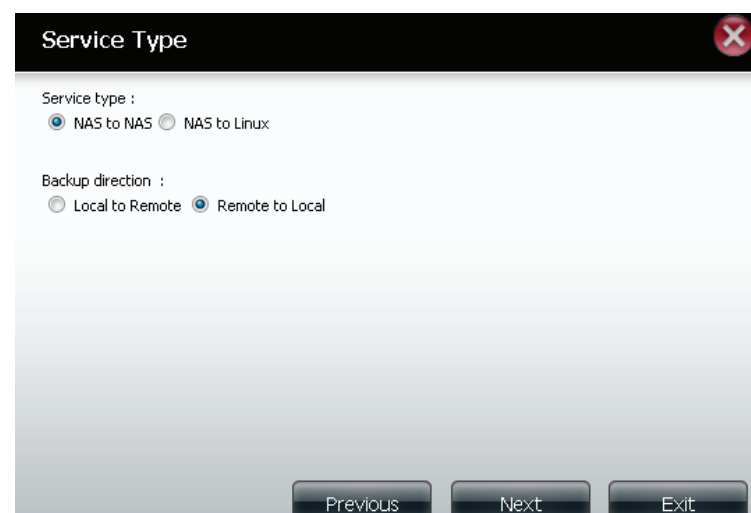 Service Type
Service type :
NAS to NAS NAS to Linux
Backup direction :
Local to Remote Remote to Local
Previous Next Exit